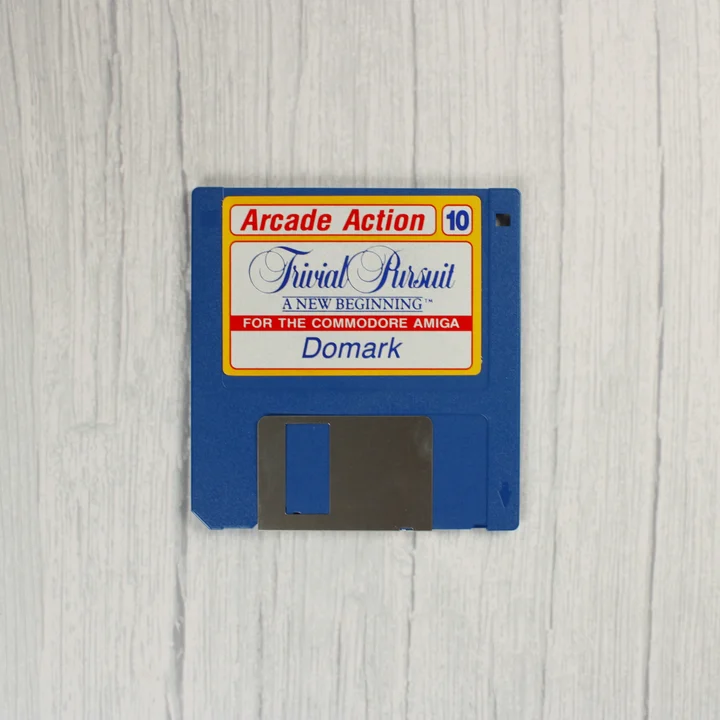 Arcade Action 10
Trivial Pursuit
A NEW BEGINNING™
FOR THE COMMODORE AMIGA
Domark